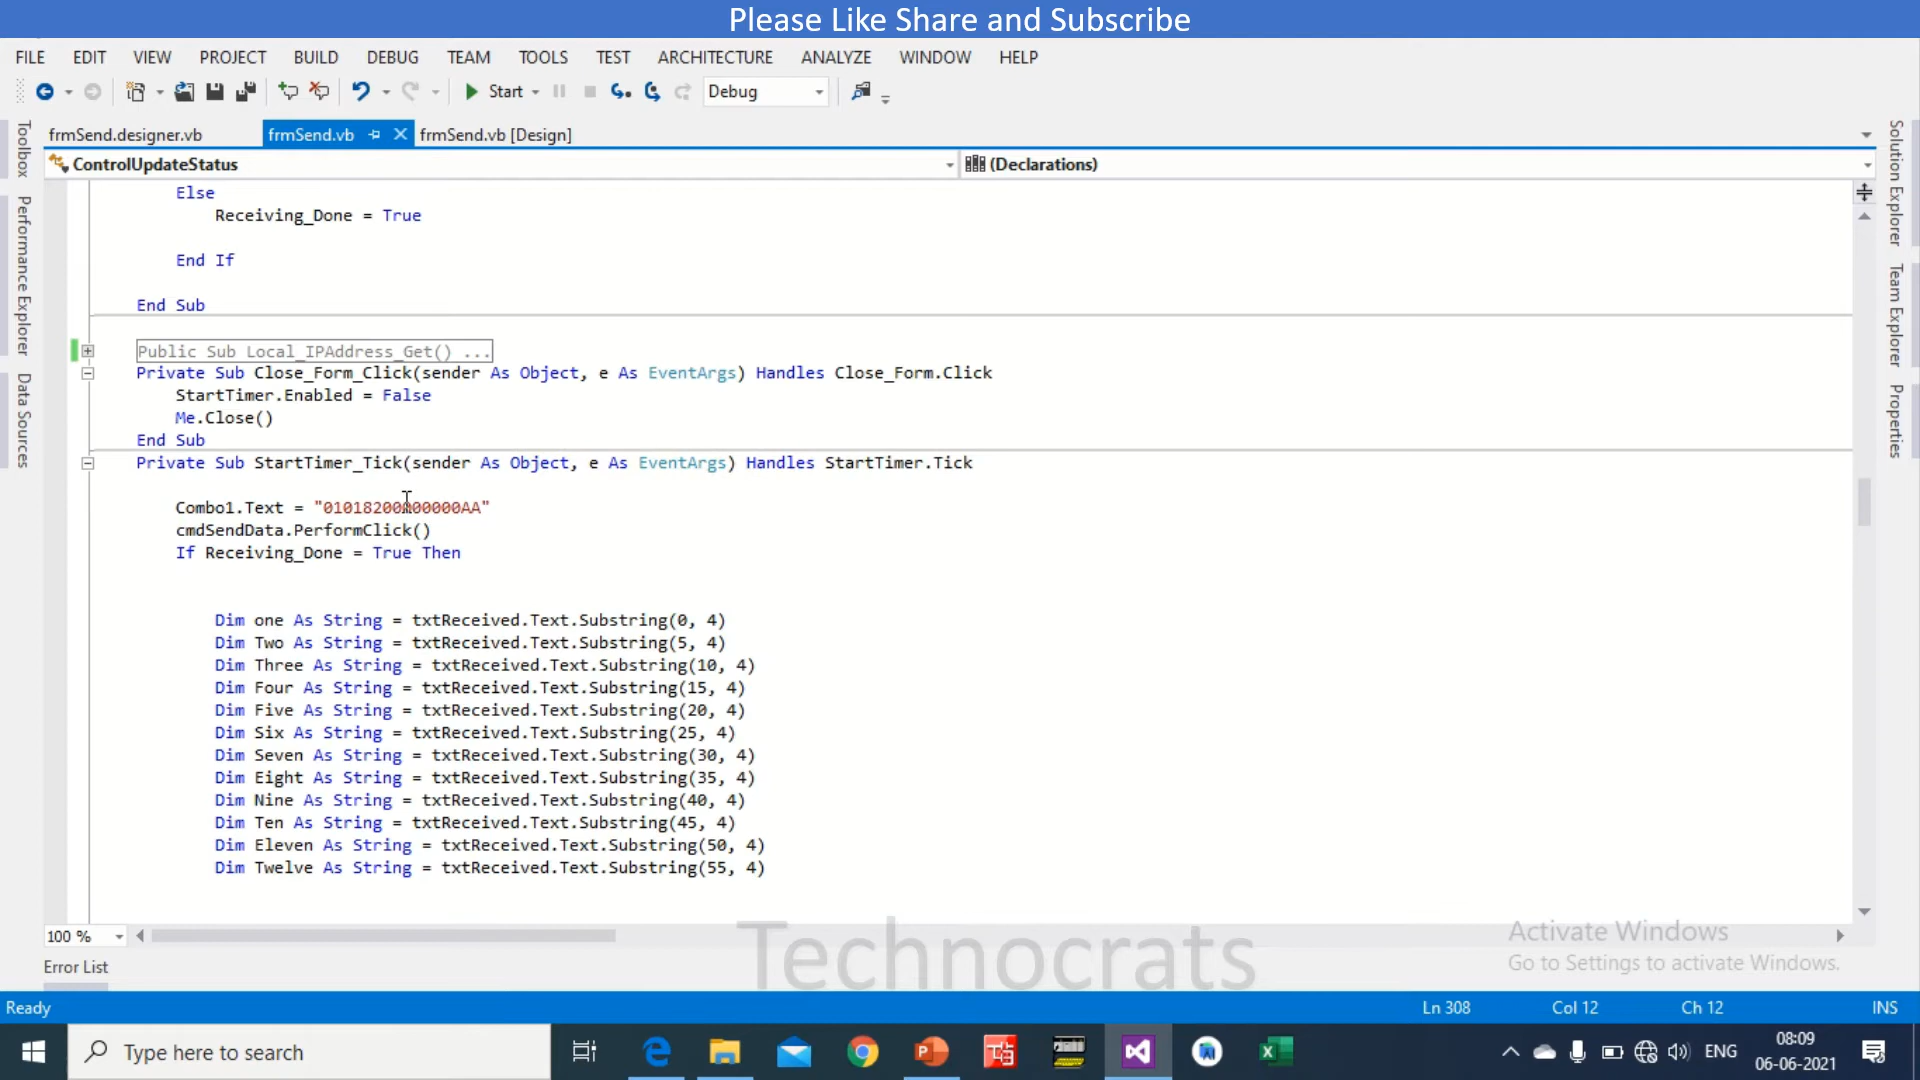 Please Like Share and Subscribe
FILE EDIT VIEW PROJECT BUILD DEBUG TEAM TOOLS TEST ARCHITECTURE ANALYZE WINDOW HELP
Start Debug
frmSend.designer.vb frmSend.vb frmSend.vb [Design]
ControlUpdateStatus (Declarations)
Toolbox
Performance Explorer
Data Sources
Else
Receiving_Done = True
End If
End Sub
Public Sub Local_IPAddress_Get() ...
Private Sub Close_Form_Click(sender As Object, e As EventArgs) Handles Close_Form.Click
StartTimer.Enabled = False
Me.Close()
End Sub
Private Sub StartTimer_Tick(sender As Object, e As EventArgs) Handles StartTimer.Tick
Combo1.Text = "01018200000000AA"
cmdSendData.PerformClick()
If Receiving_Done = True Then
Dim one As String = txtReceived.Text.Substring(0, 4)
Dim Two As String = txtReceived.Text.Substring(5, 4)
Dim Three As String = txtReceived.Text.Substring(10, 4)
Dim Four As String = txtReceived.Text.Substring(15, 4)
Dim Five As String = txtReceived.Text.Substring(20, 4)
Dim Six As String = txtReceived.Text.Substring(25, 4)
Dim Seven As String = txtReceived.Text.Substring(30, 4)
Dim Eight As String = txtReceived.Text.Substring(35, 4)
Dim Nine As String = txtReceived.Text.Substring(40, 4)
Dim Ten As String = txtReceived.Text.Substring(45, 4)
Dim Eleven As String = txtReceived.Text.Substring(50, 4)
Dim Twelve As String = txtReceived.Text.Substring(55, 4)
Solution Explorer
Team Explorer
Properties
100 %
Technocrats
Activate Windows
Go to Settings to activate Windows.
Error List
Ready Ln 308 Col 12 Ch 12 INS
Type here to search
ENG
08:09
06-06-2021